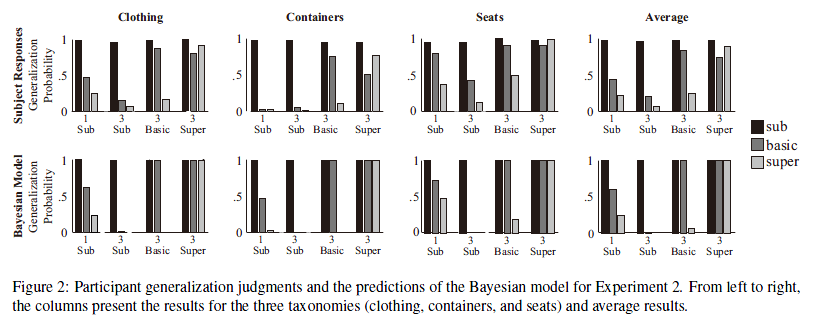 Clothing Containers Seats Average
Subject Responses
Generalization
Probability
1
.5
0
1 3 3 3
Sub Sub Basic Super
1
.5
0
1 3 3 3
Sub Sub Basic Super
1
.5
0
1 3 3 3
Sub Sub Basic Super
1
.5
0
1 3 3 3
Sub Sub Basic Super
sub
basic
super
Bayesian Model
Generalization
Probability
1
.5
0
1 3 3 3
Sub Sub Basic Super
1
.5
0
1 3 3 3
Sub Sub Basic Super
1
.5
0
1 3 3 3
Sub Sub Basic Super
1
.5
0
1 3 3 3
Sub Sub Basic Super
Figure 2: Participant generalization judgments and the predictions of the Bayesian model for Experiment 2. From left to right,
the columns present the results for the three taxonomies (clothing, containers, and seats) and average results.